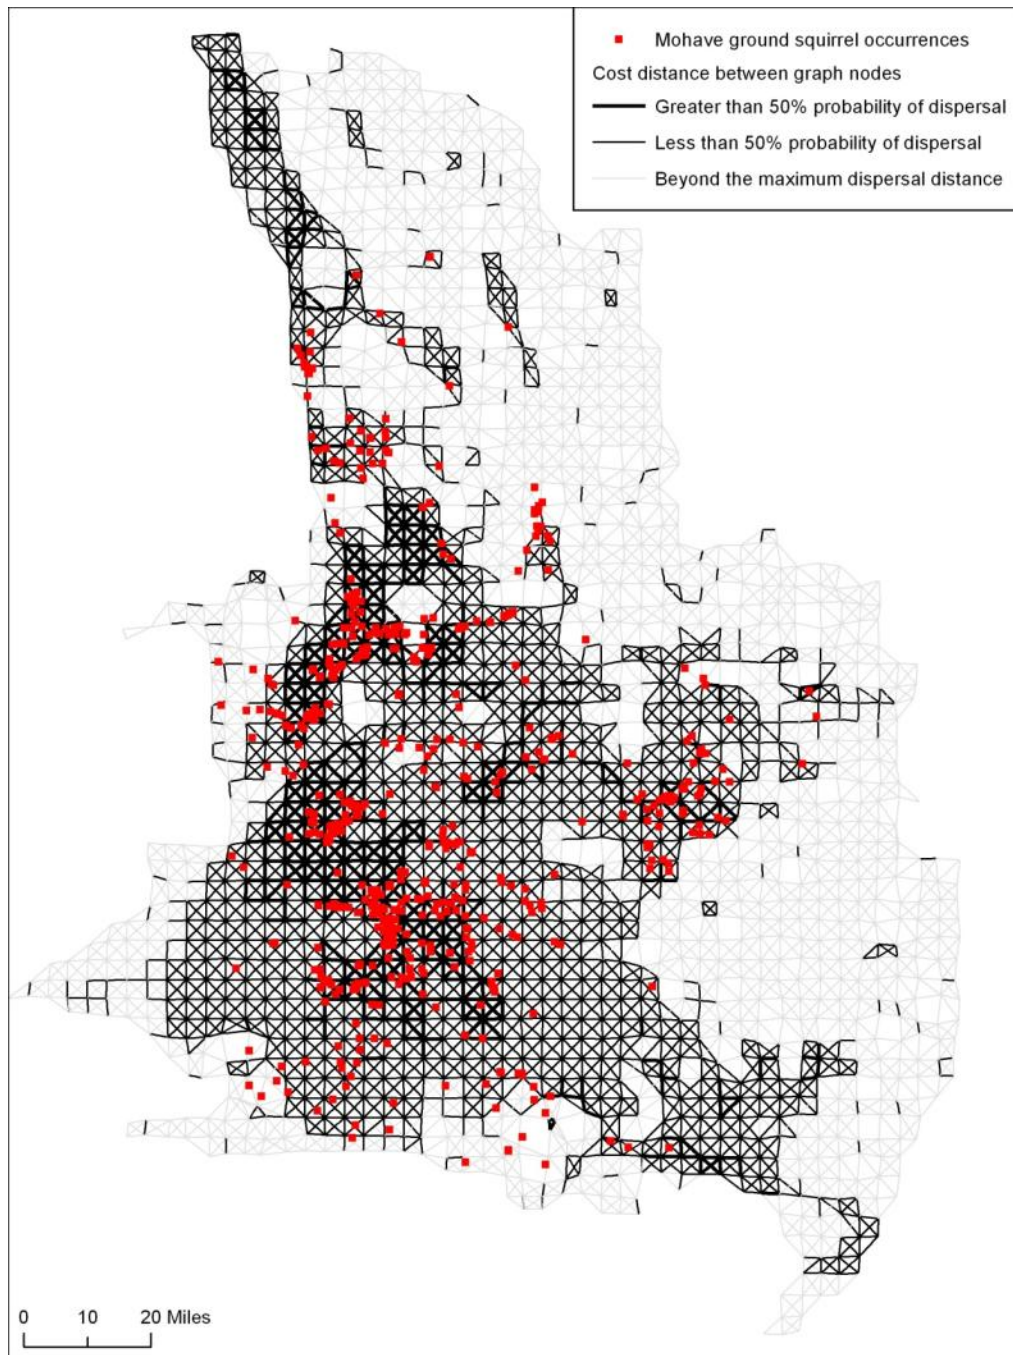 Mohave ground squirrel occurrences
Cost distance between graph nodes
Greater than 50% probability of dispersal
Less than 50% probability of dispersal
Beyond the maximum dispersal distance
0 10 20 Miles